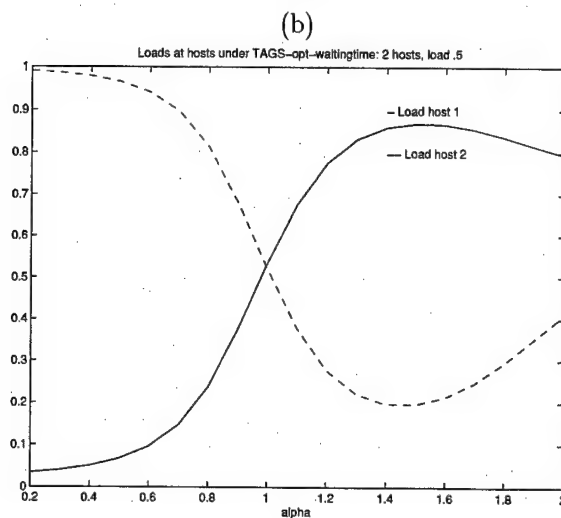 (b)
Loads at hosts under TAGS-opt-waitingtime: 2 hosts, load .5
1
0.9
0.8
0.7
0.6
0.5
0.4
0.3
0.2
0.1
0
Load host 1
Load host 2
0.2 0.4 0.6 0.8 1 1.2 1.4 1.6 1.8 2
alpha